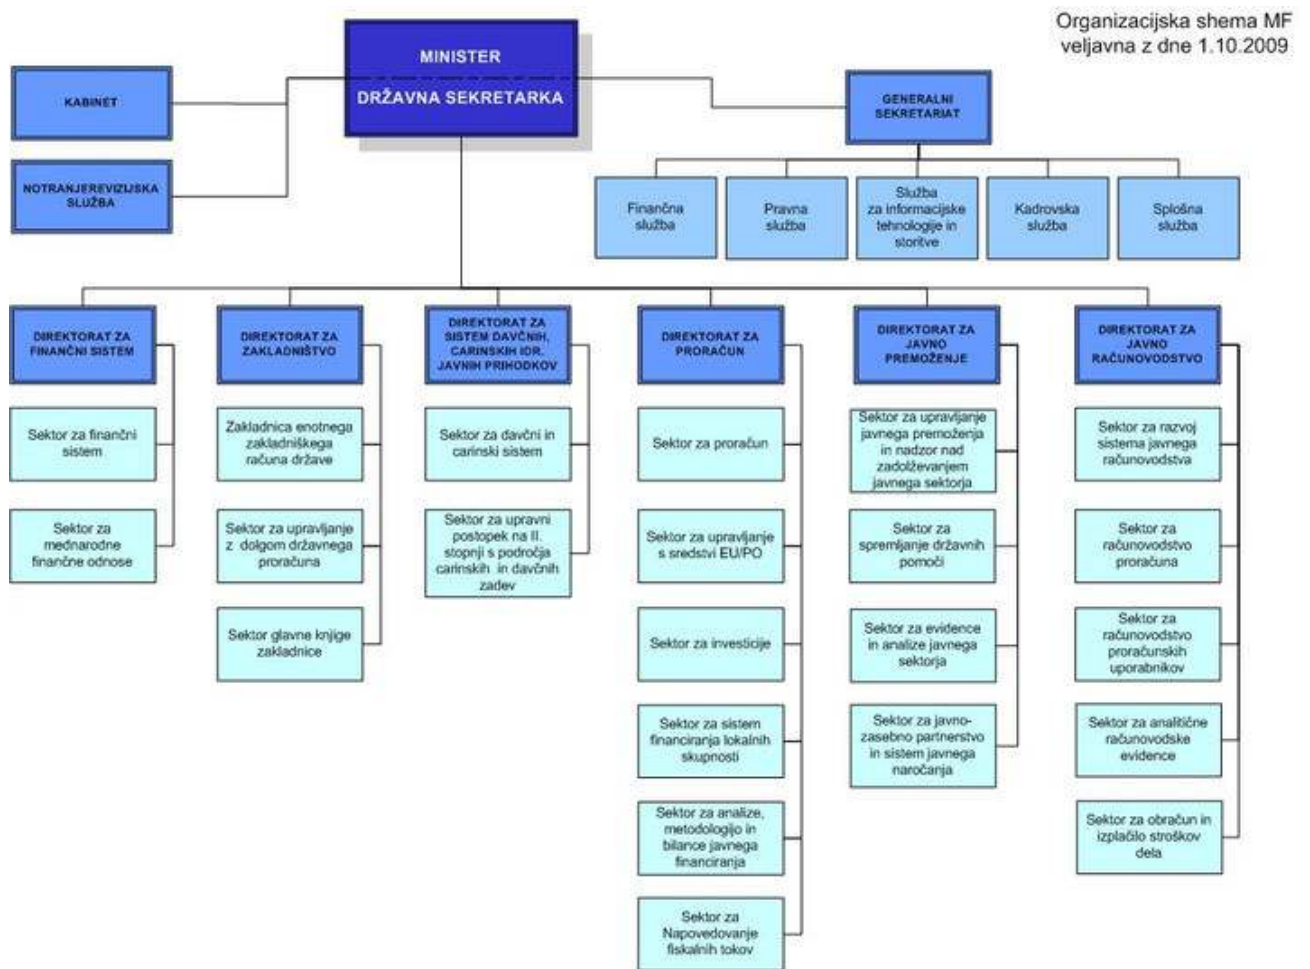 Organizacijska shema MF
veljavna z dne 1.10.2009
MINISTER
DRŽAVNA SEKRETARKA
KABINET
NOTRANJEREVIZIJSKA
SLUŽBA
GENERALNI
SEKRETARIAT
Finančna
služba
Pravna
služba
Služba
za informacijske
tehnologije in
storitve
Kadrovska
služba
Splošna
služba
DIREKTORAT ZA
FINANČNI SISTEM
Sektor za finančni
sistem
Sektor za
mednarodne
finančne odnose
DIREKTORAT ZA
ZAKLADNIŠTVO
Zakladnica enotnega
zakladniškega
računa države
Sektor za upravljanje
z dolgom državnega
proračuna
Sektor glavne knjige
zakladnice
DIREKTORAT ZA
SISTEM DAVČNIH,
CARINSKIH IDR.
JAVNIH PRIHODKOV
Sektor za davčni in
carinski sistem
Sektor za upravni
postopek na II.
stopnji s področja
carinskih in davčnih
zadev
DIREKTORAT ZA
PRORAČUN
Sektor za proračun
Sektor za upravljanje
s sredstvi EU/PO
Sektor za investicije
Sektor za sistem
financiranja lokalnih
skupnosti
Sektor za analize,
metodologijo in
bilance javnega
financiranja
Sektor za
Napovedovanje
fiskalnih tokov
DIREKTORAT ZA
JAVNO
PREMOŽENJE
Sektor za upravljanje
javnega premoženja
in nadzor nad
zadolževanjem
javnega sektorja
Sektor za
spremljanje državnih
pomoči
Sektor za evidence
in analize javnega
sektorja
Sektor za javno-
zasebno partnerstvo
in sistem javnega
naročanja
DIREKTORAT ZA
JAVNO
RAČUNOVODSTVO
Sektor za razvoj
sistema javnega
računovodstva
Sektor za
računovodstvo
proračuna
Sektor za
računovodstvo
proračunskih
uporabnikov
Sektor za analitične
računovodske
evidence
Sektor za obračun in
izplačilo stroškov
dela